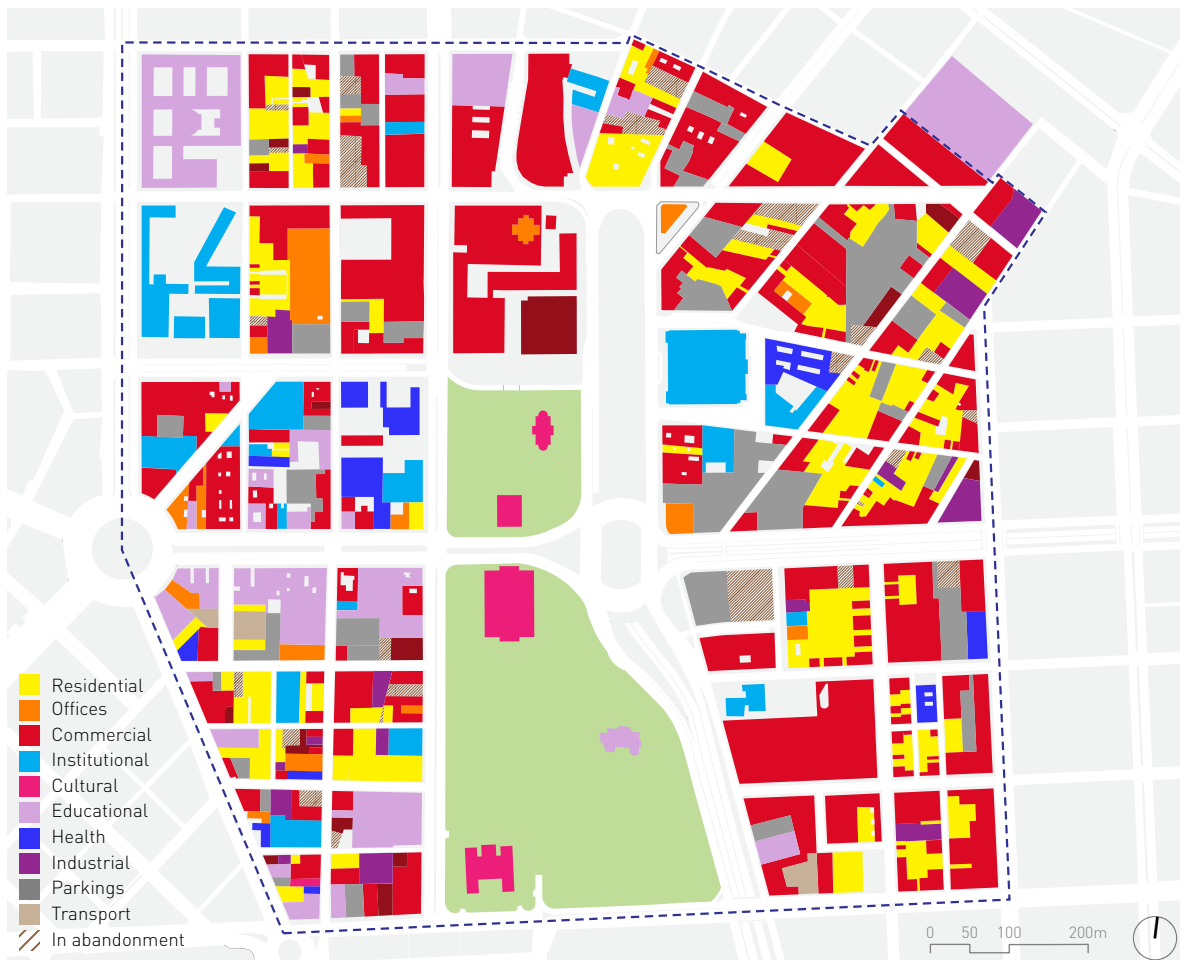 Residential
Offices
Commercial
Institutional
Cultural
Educational
Health
Industrial
Parkings
Transport
In abandonment
0 50 100 200m